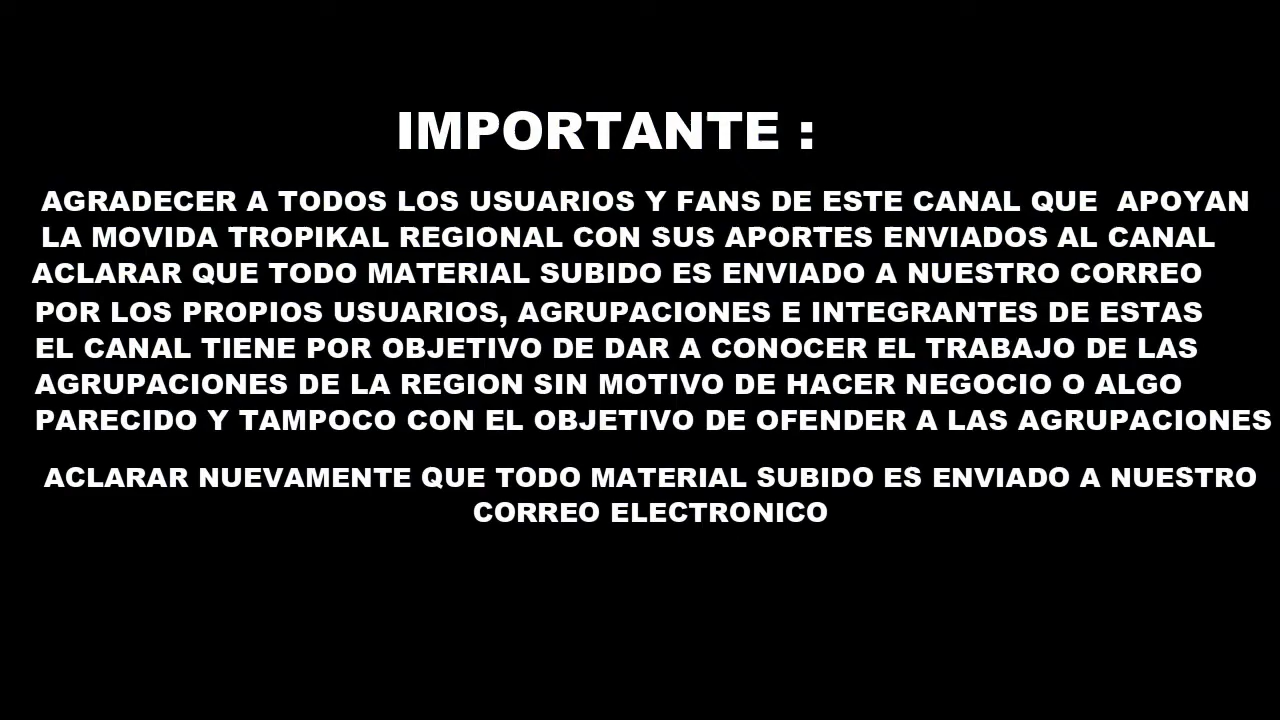 IMPORTANTE :
AGRADECER A TODOS LOS USUARIOS Y FANS DE ESTE CANAL QUE  APOYAN
LA MOVIDA TROPIKAL REGIONAL CON SUS APORTES ENVIADOS AL CANAL
ACLARAR QUE TODO MATERIAL SUBIDO ES ENVIADO A NUESTRO CORREO
POR LOS PROPIOS USUARIOS, AGRUPACIONES E INTEGRANTES DE ESTAS
EL CANAL TIENE POR OBJETIVO DE DAR A CONOCER EL TRABAJO DE LAS
AGRUPACIONES DE LA REGION SIN MOTIVO DE HACER NEGOCIO O ALGO
PARECIDO Y TAMPOCO CON EL OBJETIVO DE OFENDER A LAS AGRUPACIONES
ACLARAR NUEVAMENTE QUE TODO MATERIAL SUBIDO ES ENVIADO A NUESTRO
CORREO ELECTRONICO